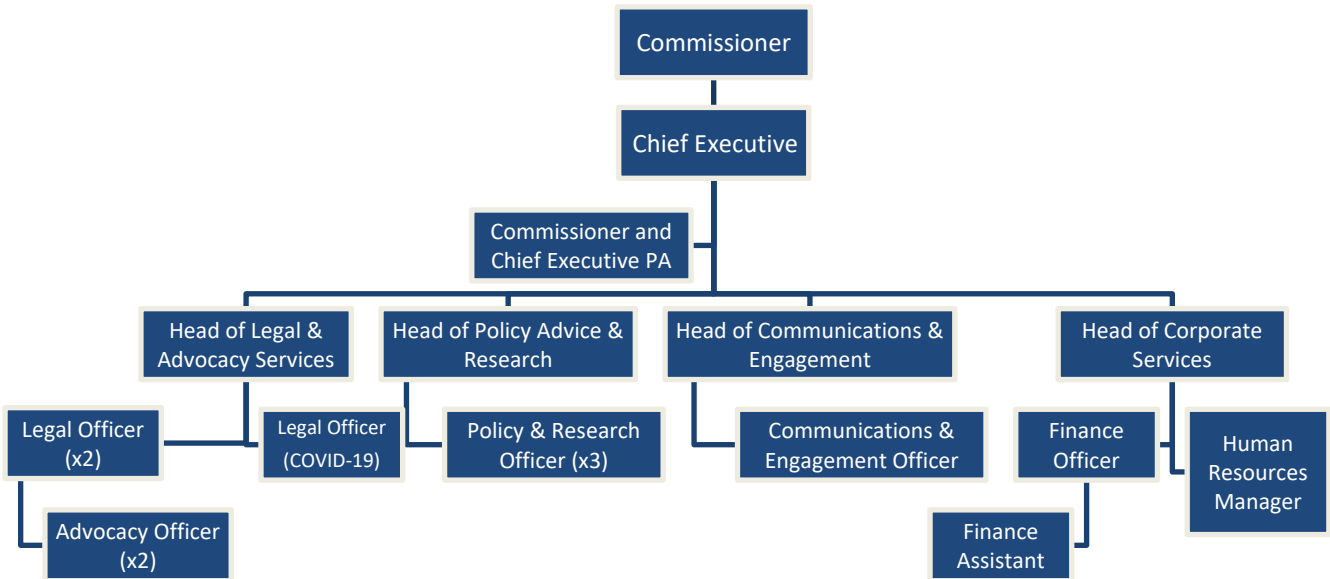 Commissioner
Chief Executive
Commissioner and
Chief Executive PA
Head of Legal &
Advocacy Services
Head of Policy Advice &
Research
Head of Communications &
Engagement
Head of Corporate
Services
Legal Officer
(x2)
Legal Officer
(COVID-19)
Policy & Research
Officer (x3)
Communications &
Engagement Officer
Finance
Officer
Human
Resources
Manager
Advocacy Officer
(x2)
Finance
Assistant